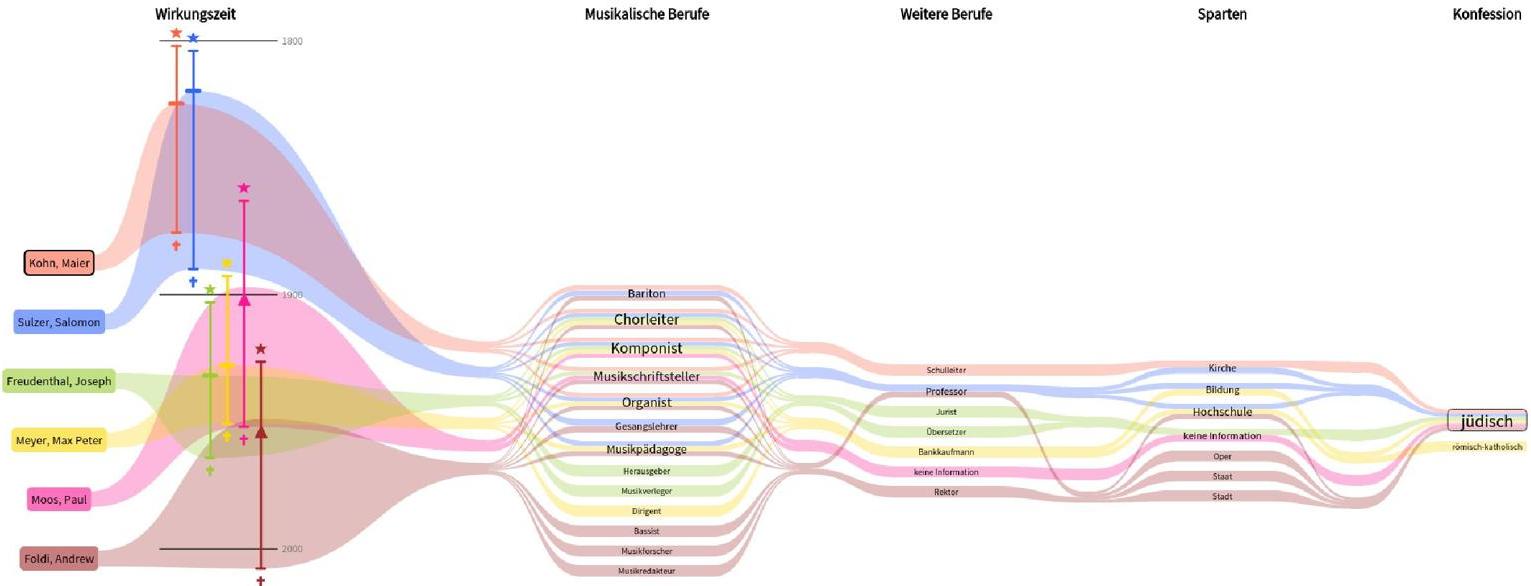 Wirkungszeit Musikalische Berufe Weitere Berufe Sparten Konfession
1800
Kohn, Maier
Sulzer, Salomon
Freudenthal, Joseph
Meyer, Max Peter
Moos, Paul
Foldi, Andrew
1900
2000
Bariton
Chorleiter
Komponist
Musikschriftsteller
Organist
Gesangslehrer
Musikpädagoge
Herausgeber
Musikverleger
Dirigent
Bassist
Musikforscher
Musikredakteur
Schulleiter
Professor
Jurist
Übersetzer
Bankkaufmann
keine Information
Rektor
Kirche
Bildung
Hochschule
keine Information
Oper
Staat
Stadt
jüdisch
römisch-katholisch